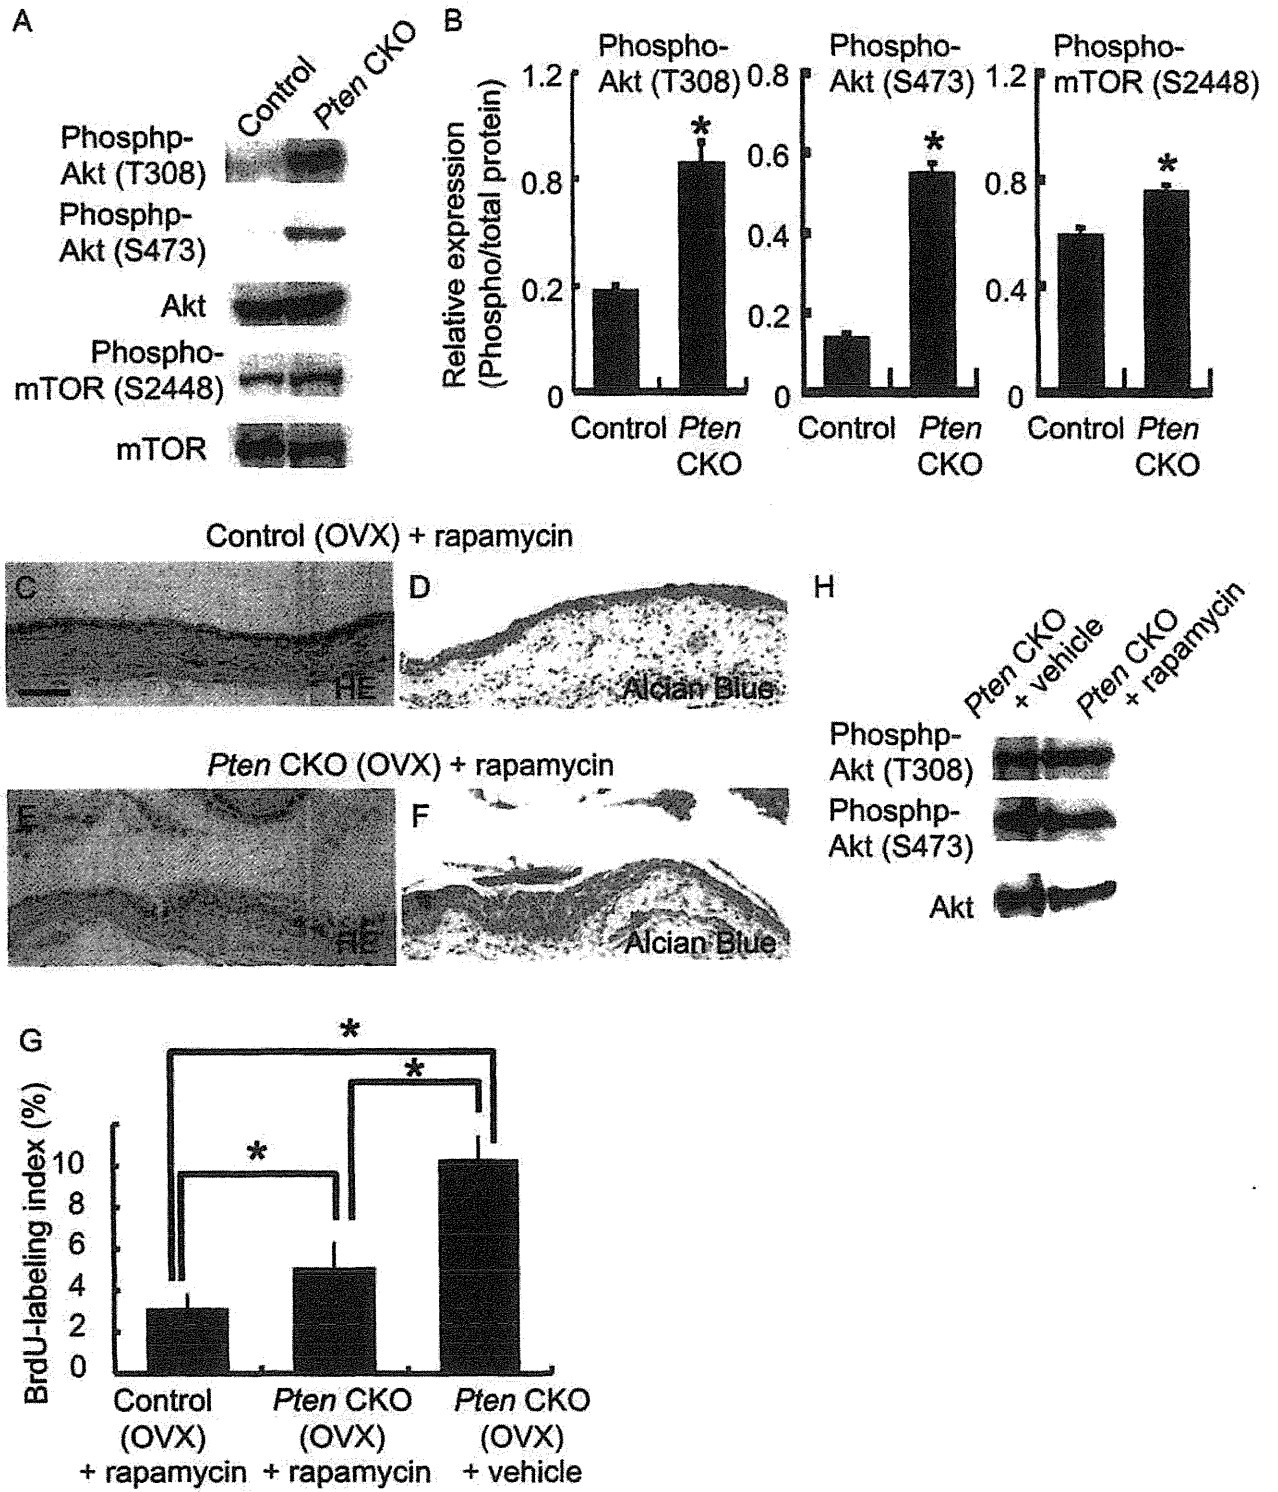 A
Control
Pten CKO
Phosphp-
Akt (T308)
Phosphp-
Akt (S473)
Akt
Phospho-
mTOR (S2448)
mTOR
B
Relative expression
(Phospho/total protein)
Phospho-
Akt (T308)
1.2
0.8
0.2
0
Control
Pten
CKO
Phospho-
Akt (S473)
0.8
0.6
0.4
0.2
0
Control
Pten
CKO
Phospho-
mTOR (S2448)
1.2
0.8
0.4
0
Control
Pten
CKO
*
*
*
Control (OVX) + rapamycin
C
HE
D
Alcian Blue
Pten CKO (OVX) + rapamycin
E
HE
F
Alcian Blue
H
Pten CKO
+ vehicle
Pten CKO
+ rapamycin
Phosphp-
Akt (T308)
Phosphp-
Akt (S473)
Akt
G
BrdU-labeling index (%)
10
8
6
4
2
0
*
*
*
Control
(OVX)
+ rapamycin
Pten CKO
(OVX)
+ rapamycin
Pten CKO
(OVX)
+ vehicle